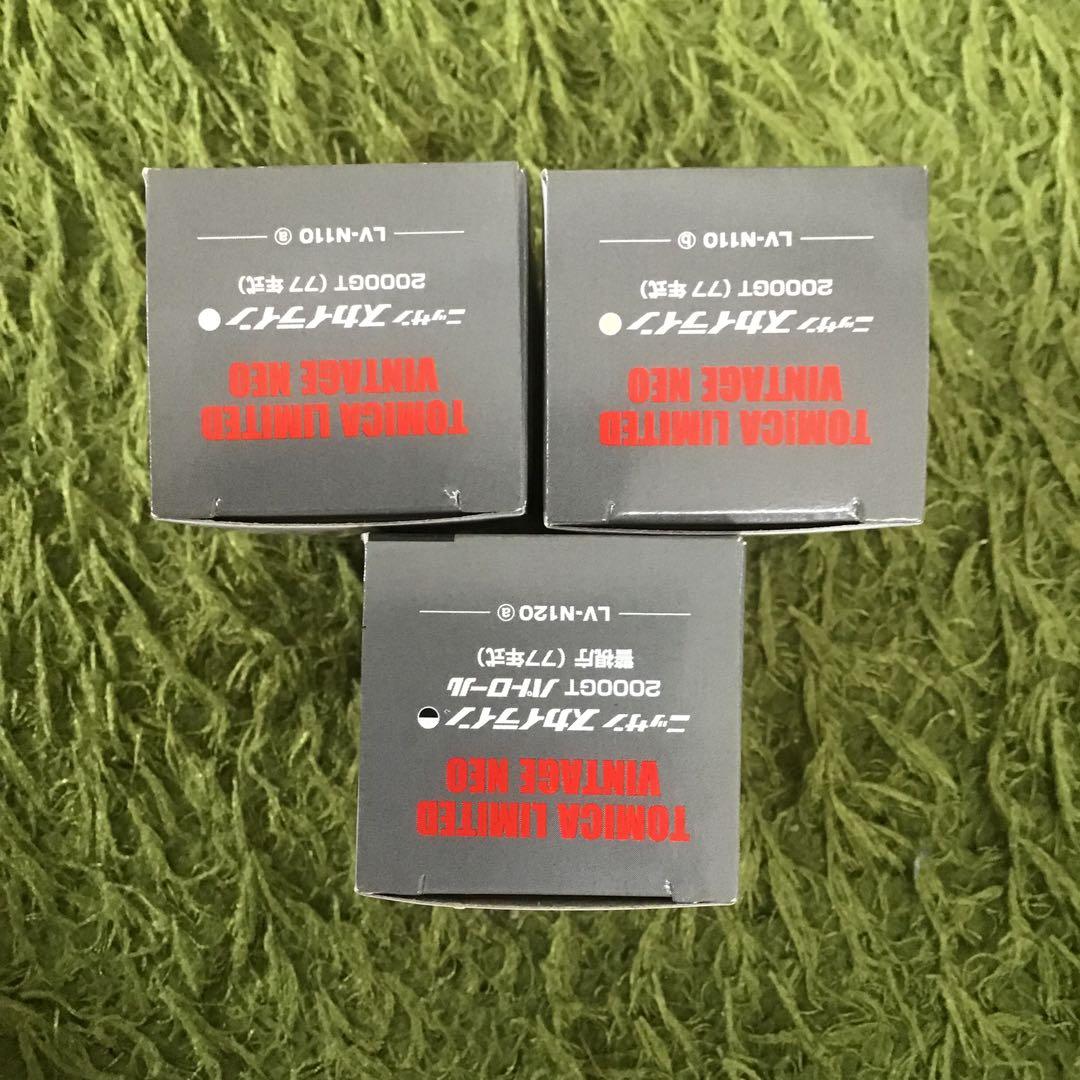 TOMICA LIMITED
VINTAGE NEO
ニッサン スカイライン
2000GT (77年式)
LV-N110 ⓐ
TOMICA LIMITED
VINTAGE NEO
ニッサン スカイライン
2000GT (77年式)
LV-N110 ⓑ
TOMICA LIMITED
VINTAGE NEO
ニッサン スカイライン
2000GT パトロール
警視庁 (77年式)
LV-N120 ⓐ